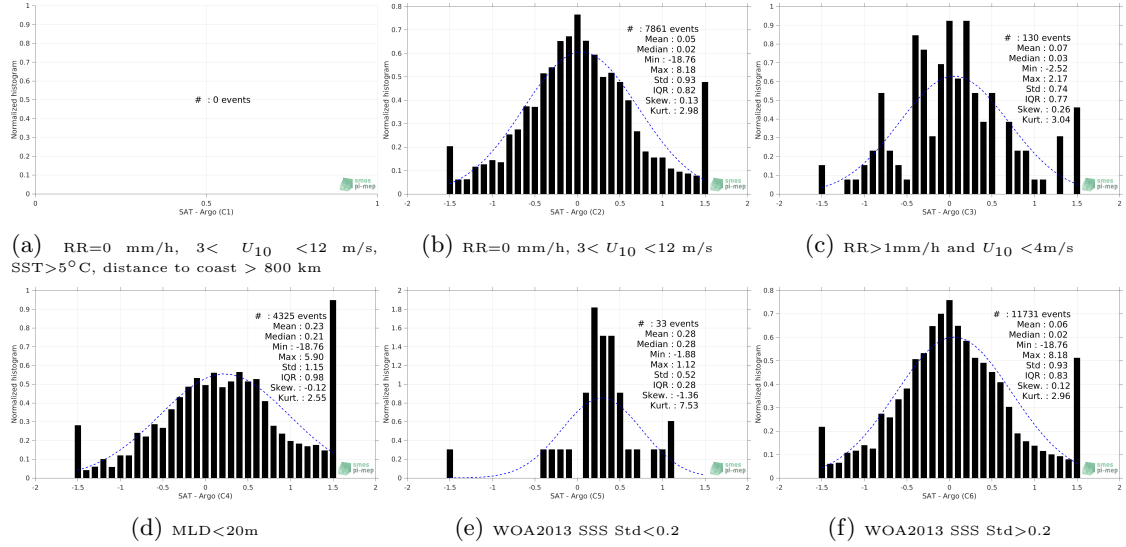 1
0.9
0.8
0.7
0.6
0.5
0.4
0.3
0.2
0.1
0
Normalized histogram
# : 0 events
smos
pi-mep
0 0.5 1
SAT - Argo (C1)
(a) RR=0 mm/h, 3< U10 <12 m/s,
SST>5°C, distance to coast > 800 km
0.8
0.7
0.6
0.5
0.4
0.3
0.2
0.1
0
Normalized histogram
# : 7861 events
Mean : 0.05
Median : 0.02
Min : -18.76
Max : 8.18
Std : 0.93
IQR : 0.82
Skew. : 0.13
Kurt. : 2.98
smos
pi-mep
-2 -1.5 -1 -0.5 0 0.5 1 1.5 2
SAT - Argo (C2)
(b) RR=0 mm/h, 3< U10 <12 m/s
1
0.9
0.8
0.7
0.6
0.5
0.4
0.3
0.2
0.1
0
Normalized histogram
# : 130 events
Mean : 0.07
Median : 0.03
Min : -2.52
Max : 2.17
Std : 0.74
IQR : 0.77
Skew. : 0.26
Kurt. : 3.04
smos
pi-mep
-2 -1.5 -1 -0.5 0 0.5 1 1.5 2
SAT - Argo (C3)
(c) RR>1mm/h and U10 <4m/s
1
0.9
0.8
0.7
0.6
0.5
0.4
0.3
0.2
0.1
0
Normalized histogram
# : 4325 events
Mean : 0.23
Median : 0.21
Min : -18.76
Max : 5.90
Std : 1.15
IQR : 0.98
Skew. : -0.12
Kurt. : 2.55
smos
pi-mep
-2 -1.5 -1 -0.5 0 0.5 1 1.5 2
SAT - Argo (C4)
(d) MLD<20m
2
1.8
1.6
1.4
1.2
1
0.8
0.6
0.4
0.2
0
Normalized histogram
# : 33 events
Mean : 0.28
Median : 0.28
Min : -1.88
Max : 1.12
Std : 0.52
IQR : 0.28
Skew. : -1.36
Kurt. : 7.53
smos
pi-mep
-2 -1.5 -1 -0.5 0 0.5 1 1.5 2
SAT - Argo (C5)
(e) WOA2013 SSS Std<0.2
0.8
0.7
0.6
0.5
0.4
0.3
0.2
0.1
0
Normalized histogram
# : 11731 events
Mean : 0.06
Median : 0.02
Min : -18.76
Max : 8.18
Std : 0.93
IQR : 0.83
Skew. : 0.12
Kurt. : 2.96
smos
pi-mep
-2 -1.5 -1 -0.5 0 0.5 1 1.5 2
SAT - Argo (C6)
(f) WOA2013 SSS Std>0.2